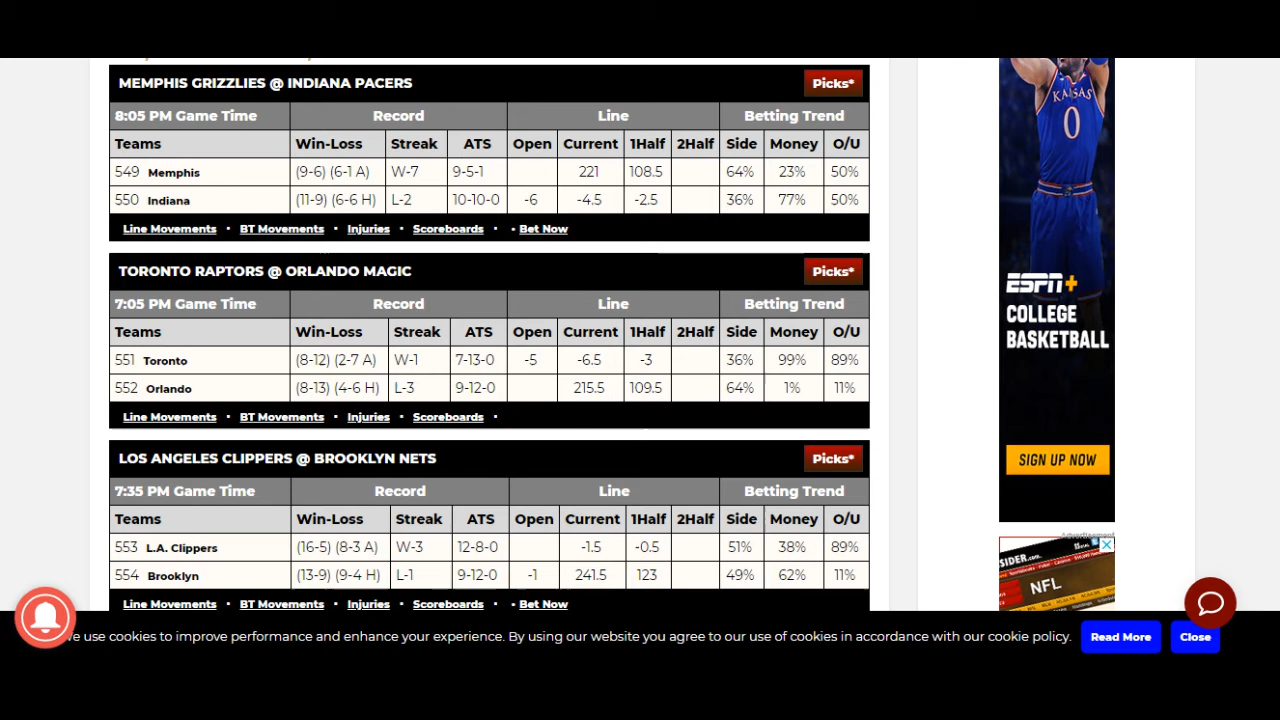 MEMPHIS GRIZZLIES @ INDIANA PACERS Picks*
8:05 PM Game Time Record Line Betting Trend
Teams Win-Loss Streak ATS Open Current 1Half 2Half Side Money O/U
549 Memphis (9-6) (6-1 A) W-7 9-5-1 221 108.5 64% 23% 50%
550 Indiana (11-9) (6-6 H) L-2 10-10-0 -6 -4.5 -2.5 36% 77% 50%
Line Movements · BT Movements · Injuries · Scoreboards · • Bet Now
TORONTO RAPTORS @ ORLANDO MAGIC Picks*
7:05 PM Game Time Record Line Betting Trend
Teams Win-Loss Streak ATS Open Current 1Half 2Half Side Money O/U
551 Toronto (8-12) (2-7 A) W-1 7-13-0 -5 -6.5 -3 36% 99% 89%
552 Orlando (8-13) (4-6 H) L-3 9-12-0 215.5 109.5 64% 1% 11%
Line Movements · BT Movements · Injuries · Scoreboards ·
LOS ANGELES CLIPPERS @ BROOKLYN NETS Picks*
7:35 PM Game Time Record Line Betting Trend
Teams Win-Loss Streak ATS Open Current 1Half 2Half Side Money O/U
553 L.A. Clippers (16-5) (8-3 A) W-3 12-8-0 -1.5 -0.5 51% 38% 89%
554 Brooklyn (13-9) (9-4 H) L-1 9-12-0 -1 241.5 123 49% 62% 11%
Line Movements · BT Movements · Injuries · Scoreboards · • Bet Now
e use cookies to improve performance and enhance your experience. By using our website you agree to our use of cookies in accordance with our cookie policy. Read More Close
KANSAS
0
ESPN+
COLLEGE
BASKETBALL
SIGN UP NOW
Advertisement
SIDER.COM
NFL